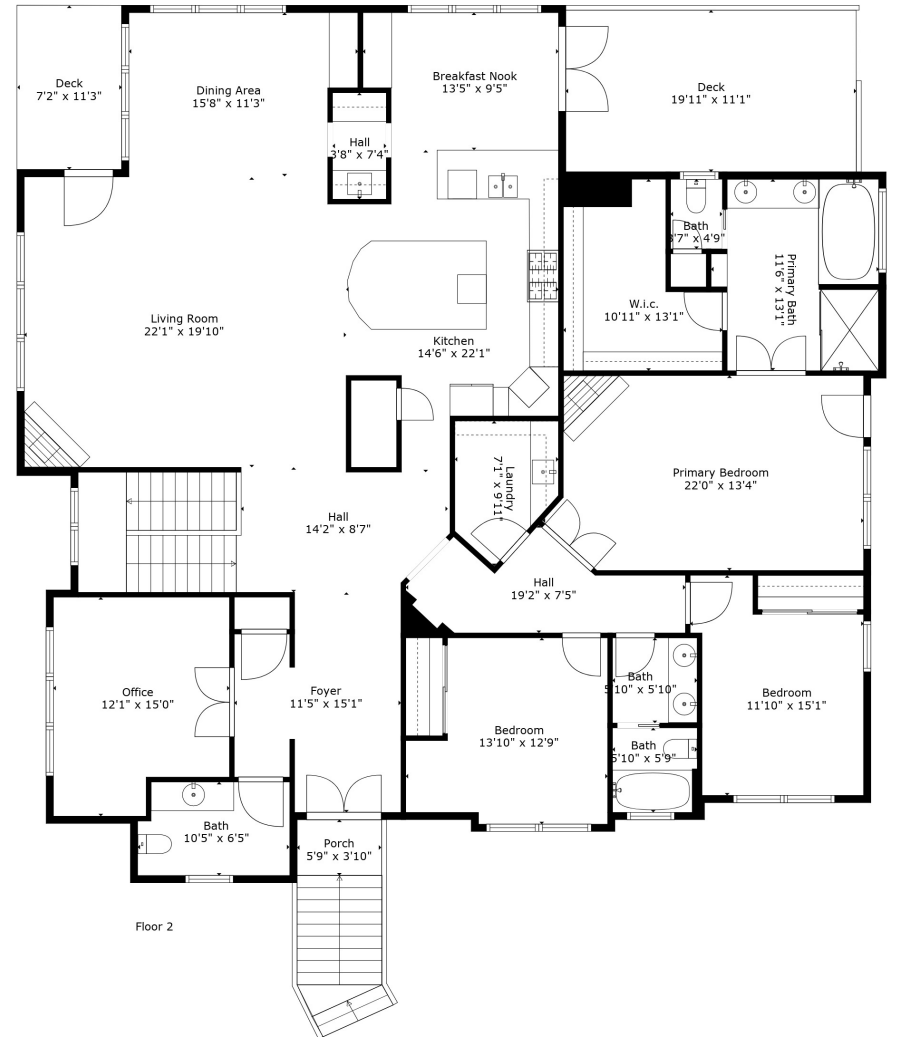 Deck
7'2" x 11'3"
Dining Area
15'8" x 11'3"
Breakfast Nook
13'5" x 9'5"
Deck
19'11" x 11'1"
Hall
3'8" x 7'4"
Bath
3'7" x 4'9"
Primary Bath
11'6" x 13'1"
W.i.c.
10'11" x 13'1"
Living Room
22'1" x 19'10"
Kitchen
14'6" x 22'1"
Laundry
7'1" x 9'11"
Primary Bedroom
22'0" x 13'4"
Hall
14'2" x 8'7"
Hall
19'2" x 7'5"
Office
12'1" x 15'0"
Foyer
11'5" x 15'1"
Bath
5'10" x 5'10"
Bedroom
11'10" x 15'1"
Bedroom
13'10" x 12'9"
Bath
5'10" x 5'9"
Bath
10'5" x 6'5"
Porch
5'9" x 3'10"
Floor 2